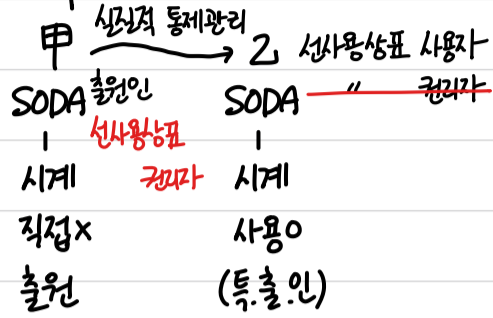 실질적 통제관리
甲 → 乙 선사용상표 사용자
SODA 출원인 SODA 〃 권리자
선사용상표
시계 권리자 시계
직접× 사용○
출원 (특.출.인)